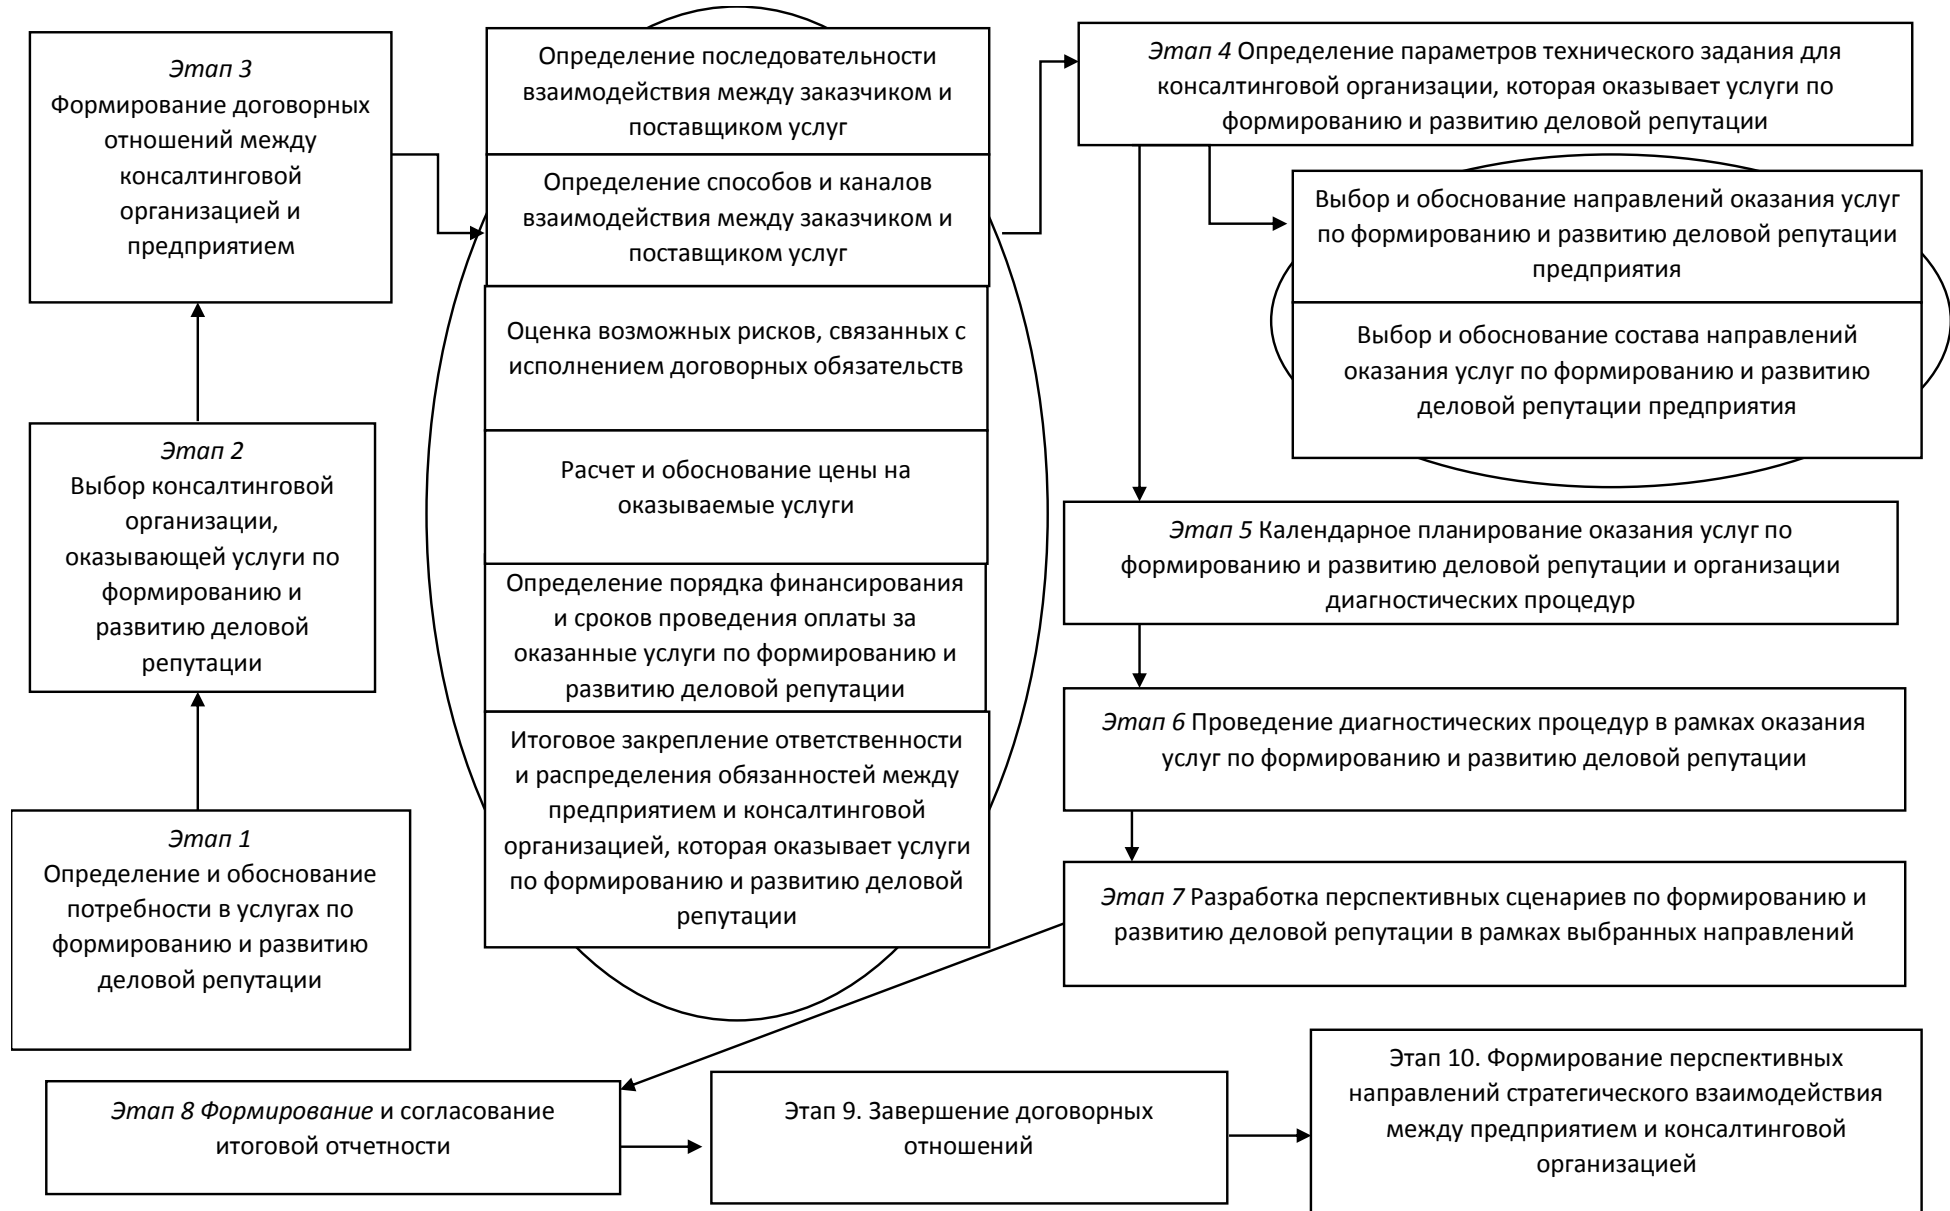 Этап 3
Формирование договорных
отношений между
консалтинговой
организацией и
предприятием
Этап 2
Выбор консалтинговой
организации,
оказывающей услуги по
формированию и
развитию деловой
репутации
Этап 1
Определение и обоснование
потребности в услугах по
формированию и развитию
деловой репутации
Определение последовательности
взаимодействия между заказчиком и
поставщиком услуг
Определение способов и каналов
взаимодействия между заказчиком и
поставщиком услуг
Оценка возможных рисков, связанных с
исполнением договорных обязательств
Расчет и обоснование цены на
оказываемые услуги
Определение порядка финансирования
и сроков проведения оплаты за
оказанные услуги по формированию и
развитию деловой репутации
Итоговое закрепление ответственности
и распределения обязанностей между
предприятием и консалтинговой
организацией, которая оказывает услуги
по формированию и развитию деловой
репутации
Этап 4 Определение параметров технического задания для
консалтинговой организации, которая оказывает услуги по
формированию и развитию деловой репутации
Выбор и обоснование направлений оказания услуг
по формированию и развитию деловой репутации
предприятия
Выбор и обоснование состава направлений
оказания услуг по формированию и развитию
деловой репутации предприятия
Этап 5 Календарное планирование оказания услуг по
формированию и развитию деловой репутации и организации
диагностических процедур
Этап 6 Проведение диагностических процедур в рамках оказания
услуг по формированию и развитию деловой репутации
Этап 7 Разработка перспективных сценариев по формированию и
развитию деловой репутации в рамках выбранных направлений
Этап 8 Формирование и согласование
итоговой отчетности
Этап 9. Завершение договорных
отношений
Этап 10. Формирование перспективных
направлений стратегического взаимодействия
между предприятием и консалтинговой
организацией